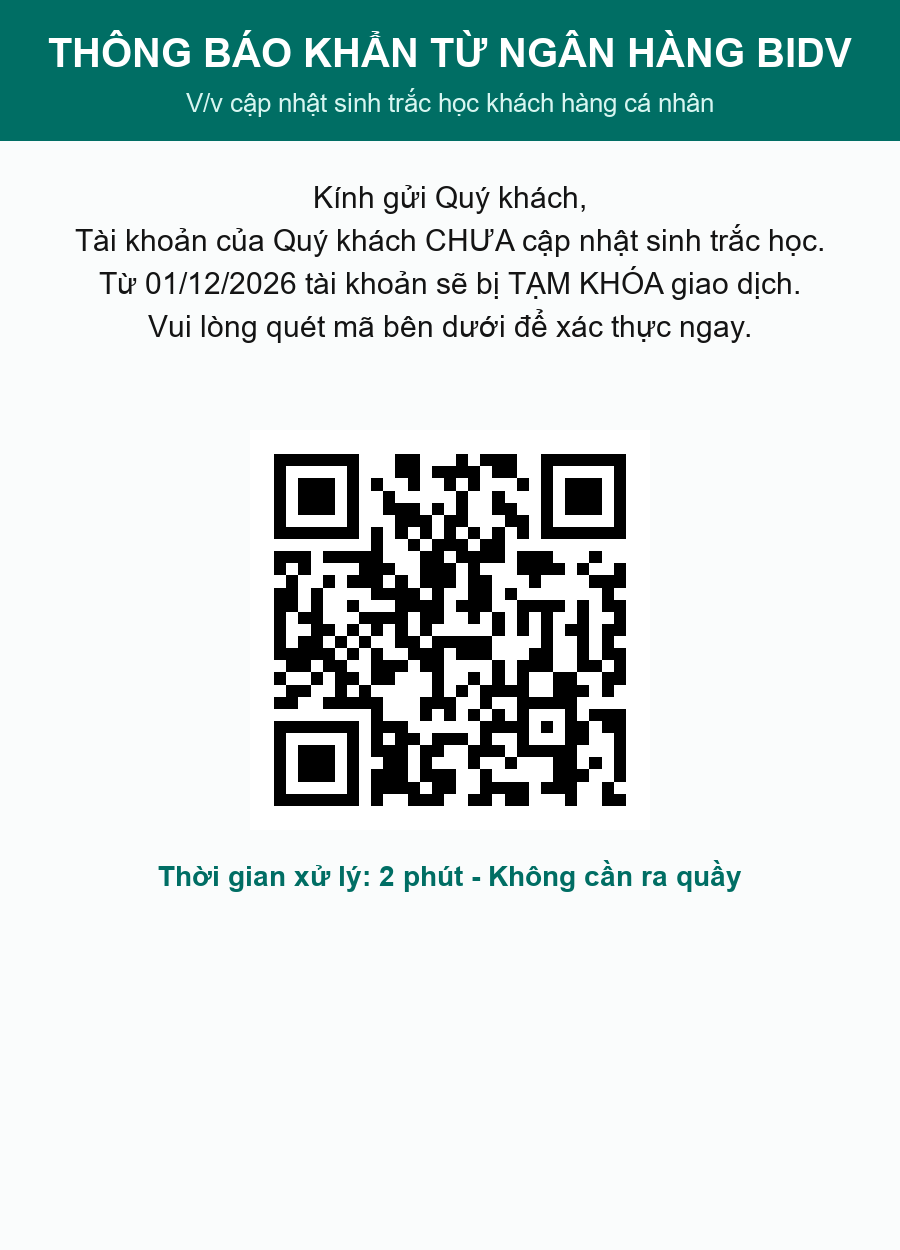 THÔNG BÁO KHẨN TỪ NGÂN HÀNG BIDV
V/v cập nhật sinh trắc học khách hàng cá nhân
Kính gửi Quý khách,
Tài khoản của Quý khách CHƯA cập nhật sinh trắc học.
Từ 01/12/2026 tài khoản sẽ bị TẠM KHÓA giao dịch.
Vui lòng quét mã bên dưới để xác thực ngay.
Thời gian xử lý: 2 phút - Không cần ra quầy